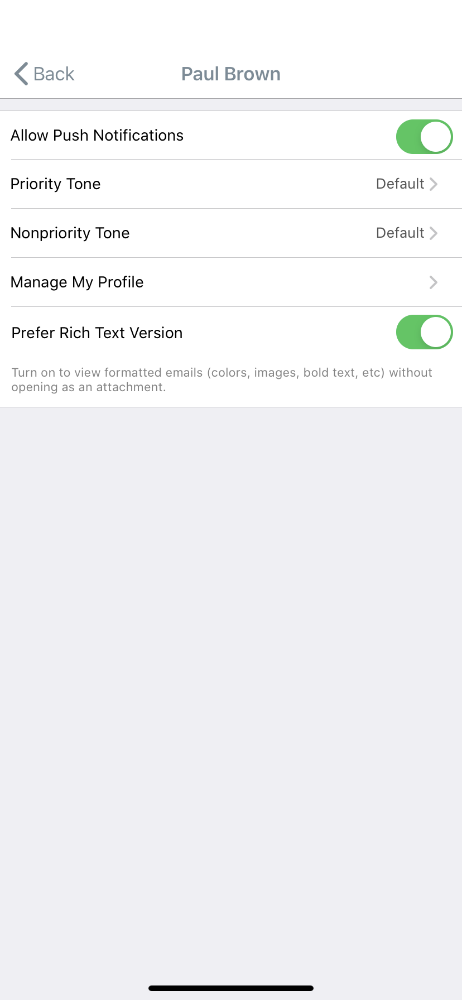 Back
Paul Brown
Allow Push Notifications
Priority Tone Default
Nonpriority Tone Default
Manage My Profile
Prefer Rich Text Version
Turn on to view formatted emails (colors, images, bold text, etc) without
opening as an attachment.